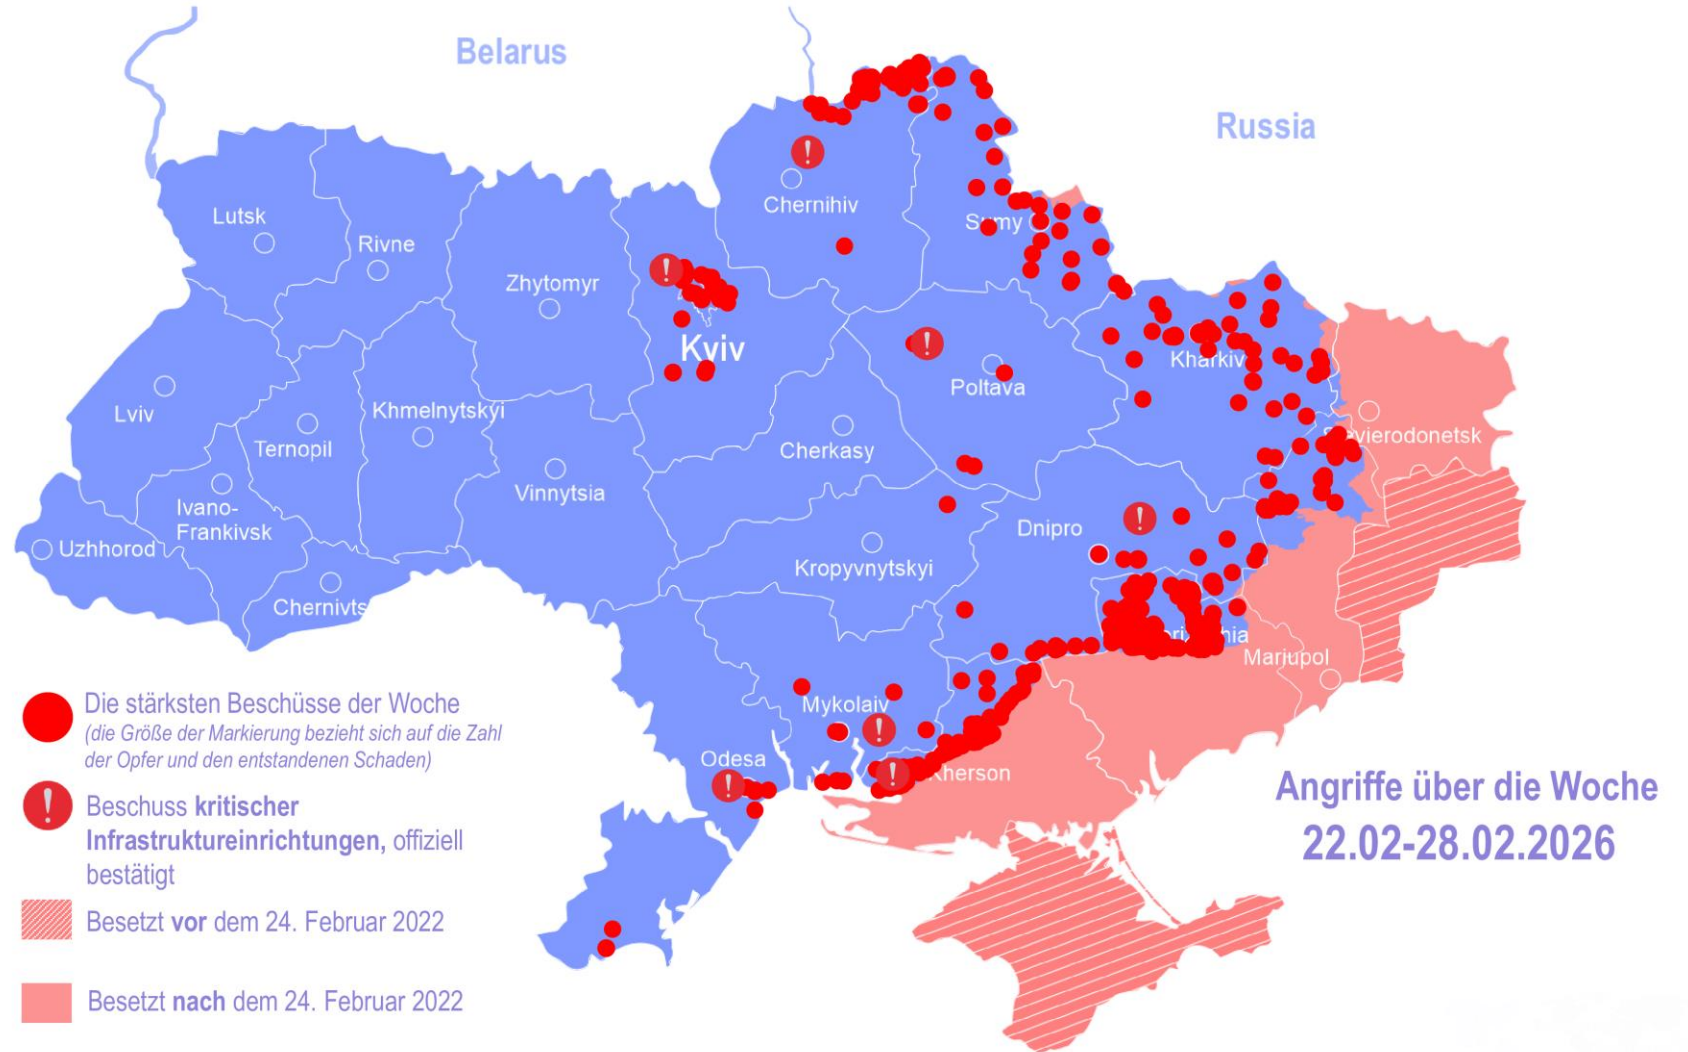 Belarus
Russia
Lutsk
Rivne
Zhytomyr
Chernihiv
Sumy
Kyiv
Kharkiv
Poltava
Lviv
Ternopil
Khmelnytskyi
Cherkasy
Vinnytsia
Ivano-
Frankivsk
Uzhhorod
Chernivts
Kropyvnytskyi
Dnipro
Mariupol
Mykolaiv
Odesa
Kherson
Die stärksten Beschüsse der Woche
(die Größe der Markierung bezieht sich auf die Zahl
der Opfer und den entstandenen Schaden)
! Beschuss kritischer
Infrastruktureinrichtungen, offiziell
bestätigt
Besetzt vor dem 24. Februar 2022
Besetzt nach dem 24. Februar 2022
Angriffe über die Woche
22.02-28.02.2026